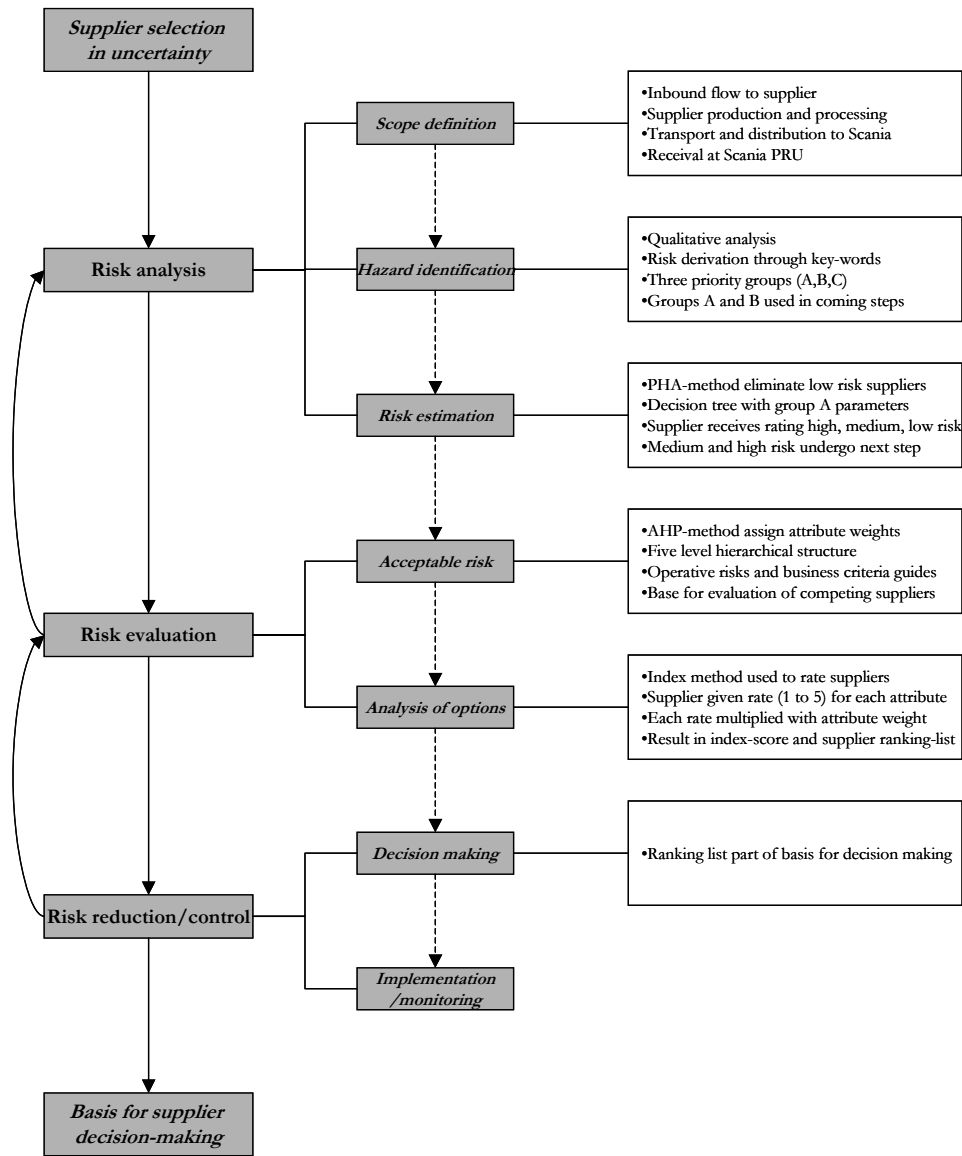 Supplier selection
in uncertainty
Scope definition
•Inbound flow to supplier
•Supplier production and processing
•Transport and distribution to Scania
•Receival at Scania PRU
Risk analysis
Hazard identification
•Qualitative analysis
•Risk derivation through key-words
•Three priority groups (A,B,C)
•Groups A and B used in coming steps
Risk estimation
•PHA-method eliminate low risk suppliers
•Decision tree with group A parameters
•Supplier receives rating high, medium, low risk
•Medium and high risk undergo next step
Acceptable risk
•AHP-method assign attribute weights
•Five level hierarchical structure
•Operative risks and business criteria guides
•Base for evaluation of competing suppliers
Risk evaluation
Analysis of options
•Index method used to rate suppliers
•Supplier given rate (1 to 5) for each attribute
•Each rate multiplied with attribute weight
•Result in index-score and supplier ranking-list
Decision making
•Ranking list part of basis for decision making
Risk reduction/control
Implementation
/monitoring
Basis for supplier
decision-making